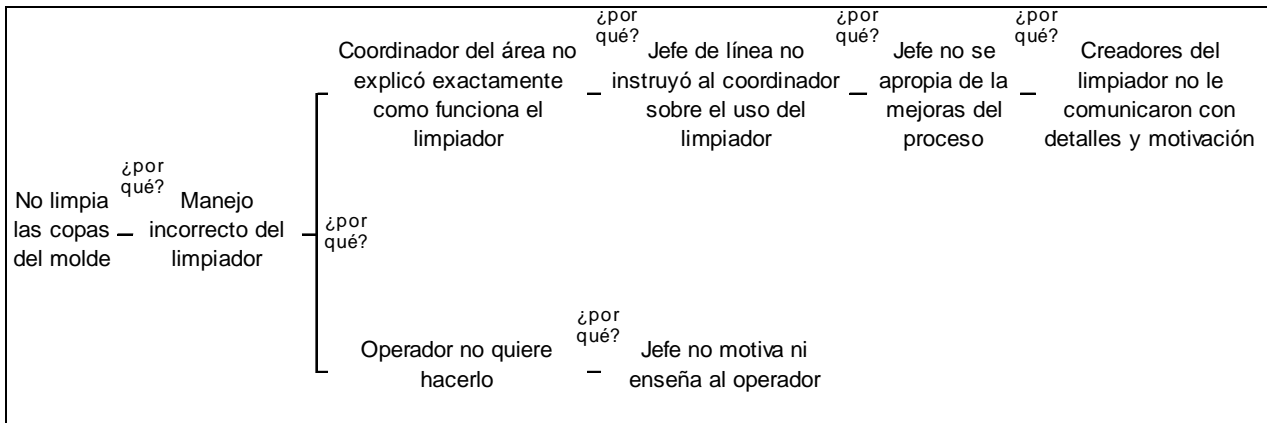 ¿por
qué?
¿por
qué?
¿por
qué?
Coordinador del área no
explicó exactamente
como funciona el
limpiador
Jefe de línea no
instruyó al coordinador
sobre el uso del
limpiador
Jefe no se
apropia de la
mejoras del
proceso
Creadores del
limpiador no le
comunicaron con
detalles y motivación
No limpia
las copas
del molde
¿por
qué?
Manejo
incorrecto del
limpiador
¿por
qué?
Operador no quiere
hacerlo
¿por
qué?
Jefe no motiva ni
enseña al operador